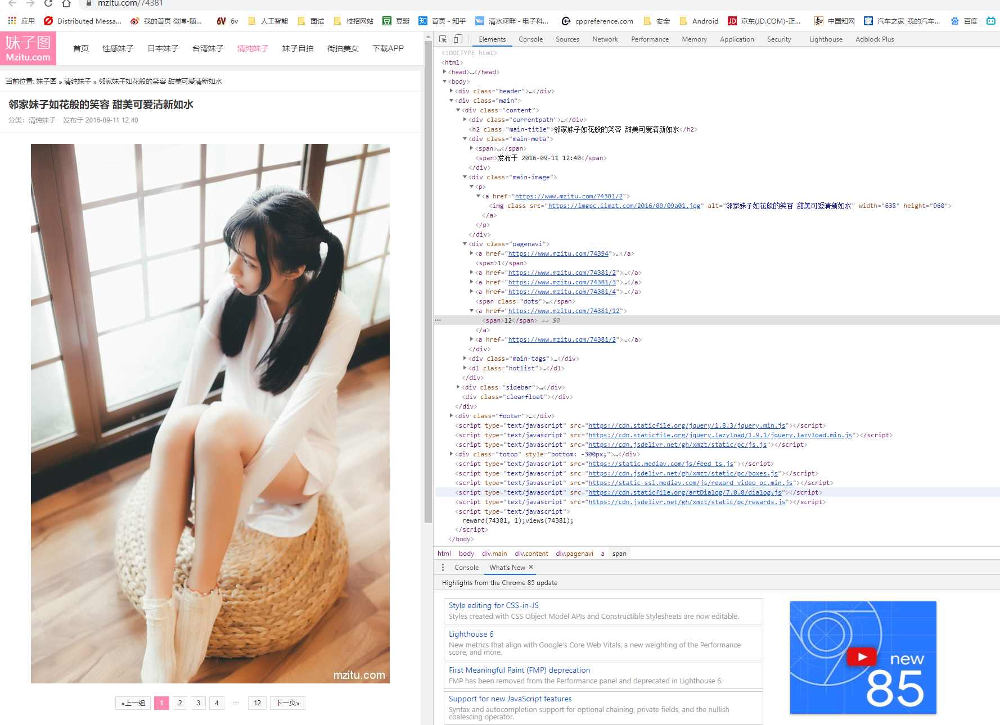 mzitu.com/74381
应用 Distributed Messa... 我的首页 微博-随... 6v 6v 人工智能 面试 校招网站 豆 豆瓣 知 首页 - 知乎 清水河畔 - 电子科... cppreference.com 安全 Android JD 京东(JD.COM)-正... 中国知网 家 汽车之家_我的汽车... 百度
妹子图
Mzitu.com
首页 性感妹子 日本妹子 台湾妹子 清纯妹子 妹子自拍 街拍美女 下载APP
当前位置: 妹子图 » 清纯妹子 » 邻家妹子如花般的笑容 甜美可爱清新如水
邻家妹子如花般的笑容 甜美可爱清新如水
分类：清纯妹子 发布于 2016-09-11 12:40
mzitu.com
«上一组 1 2 3 4 ··· 12 下一页»
Elements Console Sources Network Performance Memory Application Security Lighthouse Adblock Plus
<!DOCTYPE html>
<html>
<head>…</head>
<body>
<div class="header">…</div>
<div class="main">
<div class="content">
<div class="currentpath">…</div>
<h2 class="main-title">邻家妹子如花般的笑容 甜美可爱清新如水</h2>
<div class="main-meta">
<span>…</span>
<span>发布于 2016-09-11 12:40</span>
</div>
<div class="main-image">
<p>
<a href="https://www.mzitu.com/74381/2">
<img class src="https://imgpc.iimzt.com/2016/09/09a01.jpg" alt="邻家妹子如花般的笑容 甜美可爱清新如水" width="638" height="960">
</a>
</p>
</div>
<div class="pagenavi">
<a href="https://www.mzitu.com/74394">…</a>
<span>1</span>
<a href="https://www.mzitu.com/74381/2">…</a>
<a href="https://www.mzitu.com/74381/3">…</a>
<a href="https://www.mzitu.com/74381/4">…</a>
<span class="dots">…</span>
<a href="https://www.mzitu.com/74381/12">
<span>12</span> == $0
</a>
<a href="https://www.mzitu.com/74381/2">…</a>
</div>
<div class="main-tags">…</div>
<dl class="hotlist">…</dl>
</div>
<div class="sidebar">…</div>
<div class="clearfloat"></div>
</div>
<div class="footer">…</div>
<script type="text/javascript" src="https://cdn.staticfile.org/jquery/1.8.3/jquery.min.js"></script>
<script type="text/javascript" src="https://cdn.staticfile.org/jquery.lazyload/1.9.1/jquery.lazyload.min.js"></script>
<script type="text/javascript" src="https://cdn.jsdelivr.net/gh/xmzt/static/pc/js.js"></script>
<div class="totop" style="bottom: -300px;">…</div>
<script type="text/javascript" src="https://static.mediav.com/js/feed_ts.js"></script>
<script type="text/javascript" src="https://cdn.jsdelivr.net/gh/xmzt/static/pc/boxes.js"></script>
<script type="text/javascript" src="https://static-ssl.mediav.com/js/reward_video_pc.min.js"></script>
<script type="text/javascript" src="https://cdn.staticfile.org/artDialog/7.0.0/dialog.js"></script>
<script type="text/javascript" src="https://cdn.jsdelivr.net/gh/xmzt/static/pc/rewards.js"></script>
<script type="text/javascript">
reward(74381, 1);views(74381);
</script>
</body>
html body div.main div.content div.pagenavi a span
Console What's New ×
Highlights from the Chrome 85 update
Style editing for CSS-in-JS
Styles created with CSS Object Model APIs and Constructible Stylesheets are now editable.
Lighthouse 6
New metrics that align with Google's Core Web Vitals, a new weighting of the Performance
score, and more.
First Meaningful Paint (FMP) deprecation
FMP has been removed from the Performance panel and deprecated in Lighthouse 6.
Support for new JavaScript features
Syntax and autocompletion support for optional chaining, private fields, and the nullish
coalescing operator.
new
85